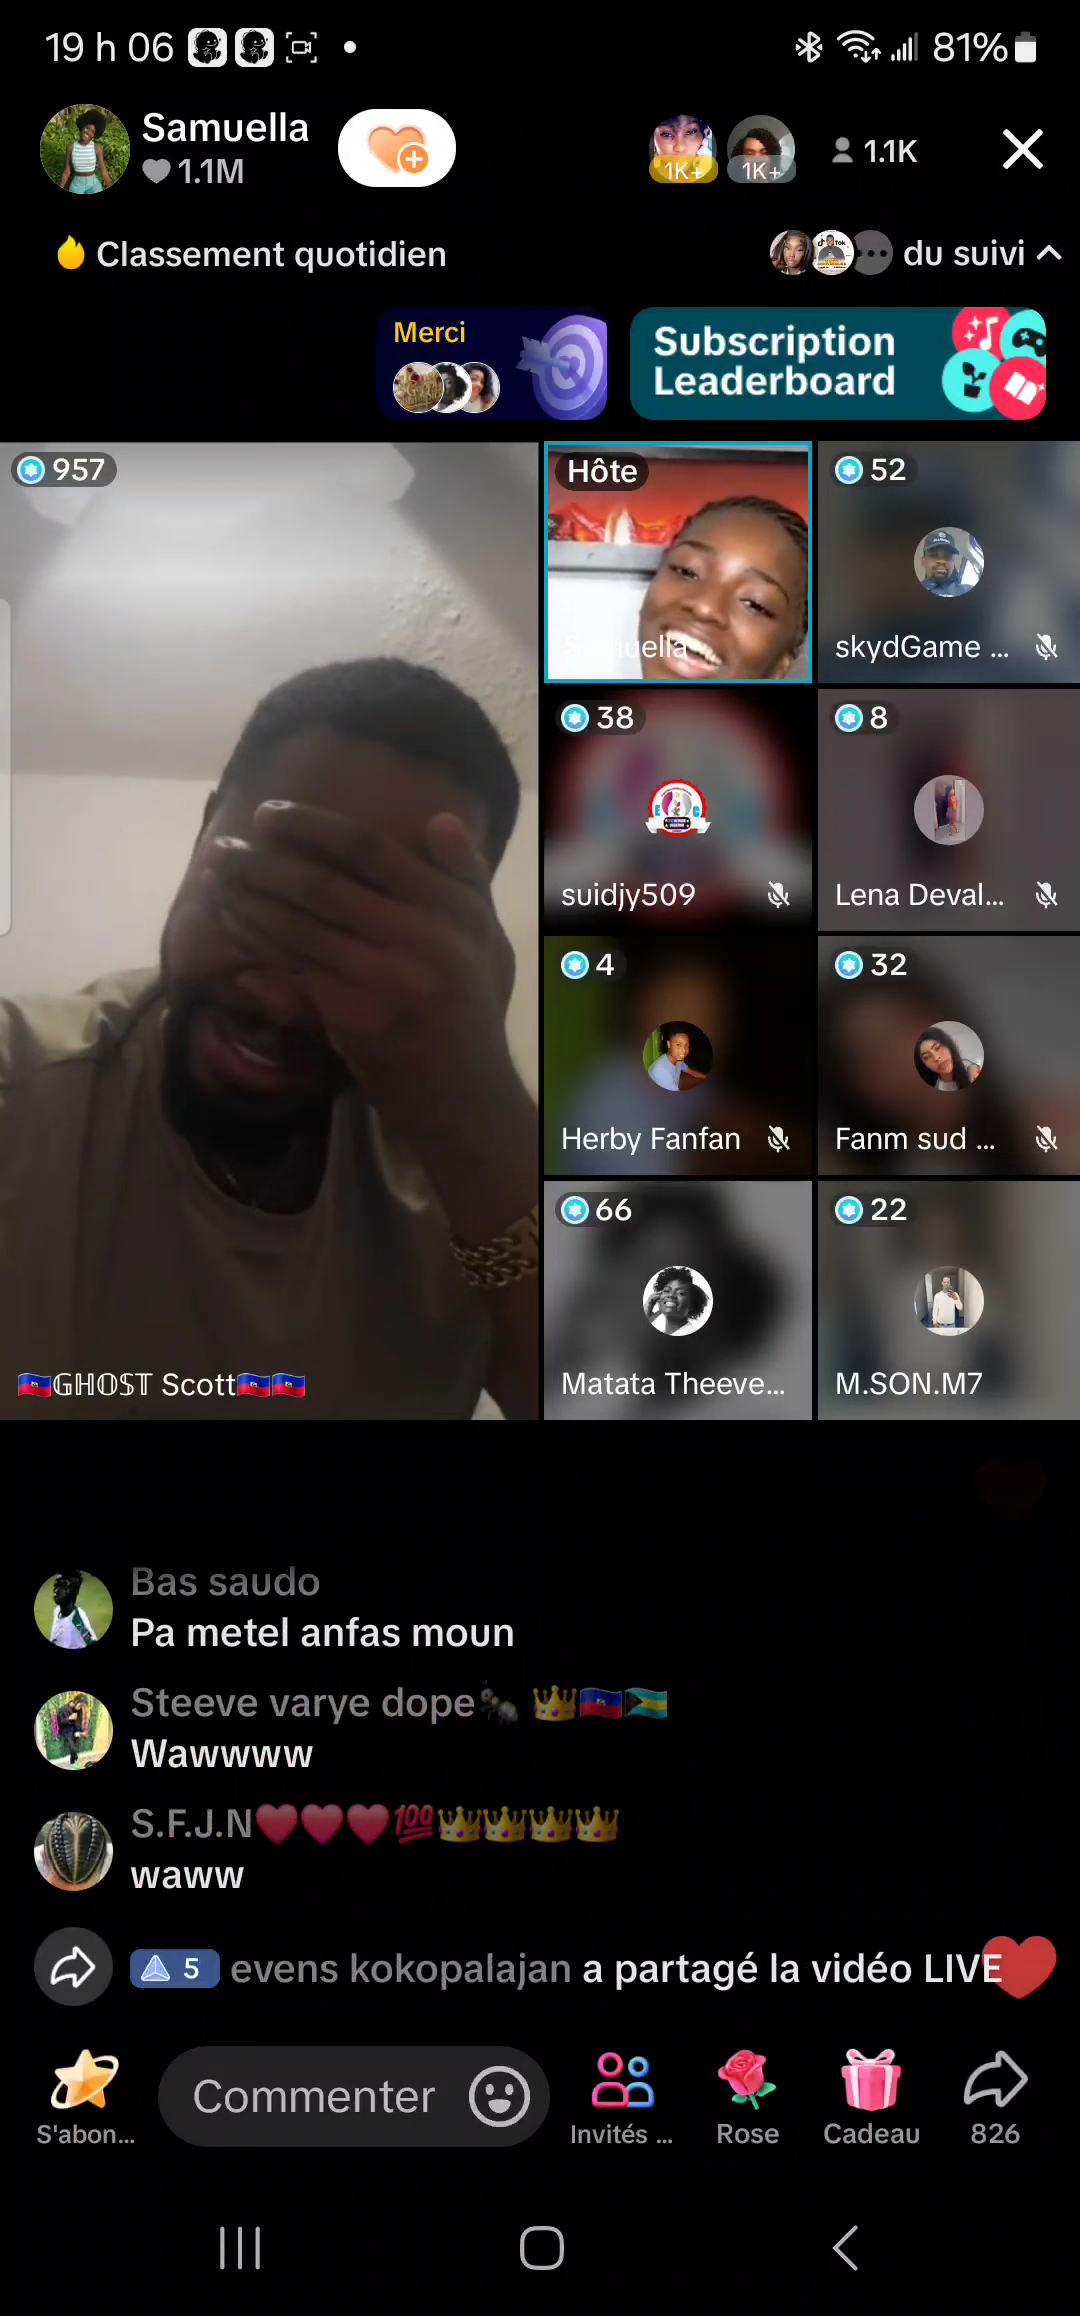 19 h 06
81%
Samuella
1.1M
1K+
1K+
1.1K
Classement quotidien
du suivi
Merci
Subscription
Leaderboard
957
Hôte
52
Samuella
skydGame ...
38
8
suidjy509
Lena Deval...
4
32
Herby Fanfan
Fanm sud ...
66
22
🇭🇹𝔾ℍ𝕆𝕊𝕋 Scott🇭🇹🇭🇹
Matata Theeve...
M.SON.M7
Bas saudo
Pa metel anfas moun
Steeve varye dope🐜 👑🇭🇹🇧🇸
Wawwww
S.F.J.N❤️❤️❤️💯👑👑👑👑
waww
5 evens kokopalajan a partagé la vidéo LIVE
Commenter
S'abon...
Invités ...
Rose
Cadeau
826